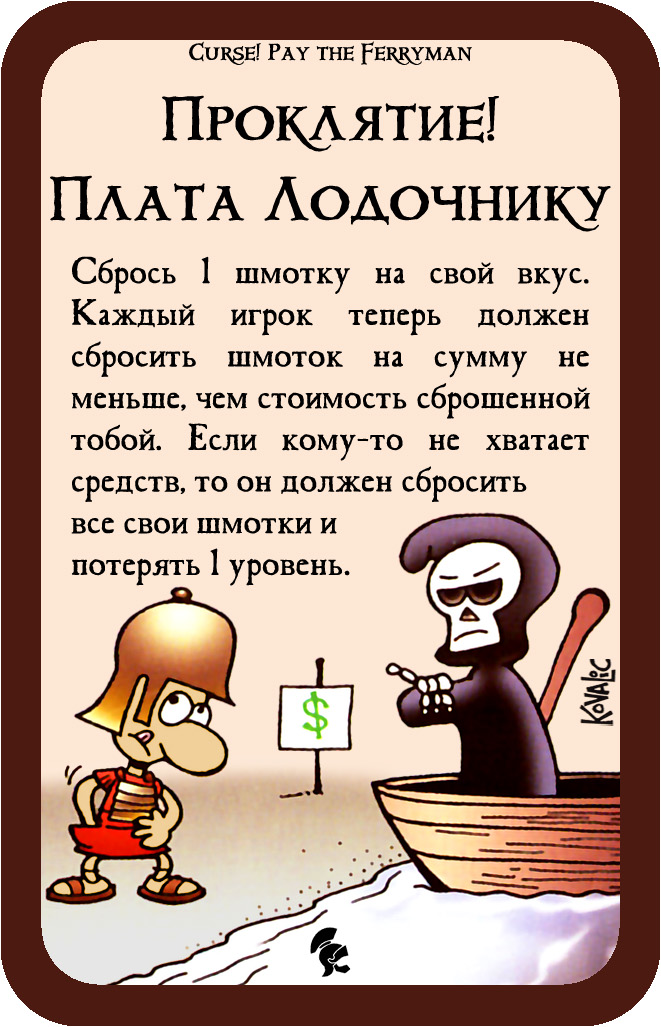 Curse! Pay the Ferryman
Проклятие!
Плата Лодочнику
Сбрось 1 шмотку на свой вкус.
Каждый игрок теперь должен
сбросить шмоток на сумму не
меньше, чем стоимость сброшенной
тобой. Если кому-то не хватает
средств, то он должен сбросить
все свои шмотки и
потерять 1 уровень.
$
KOVALIC